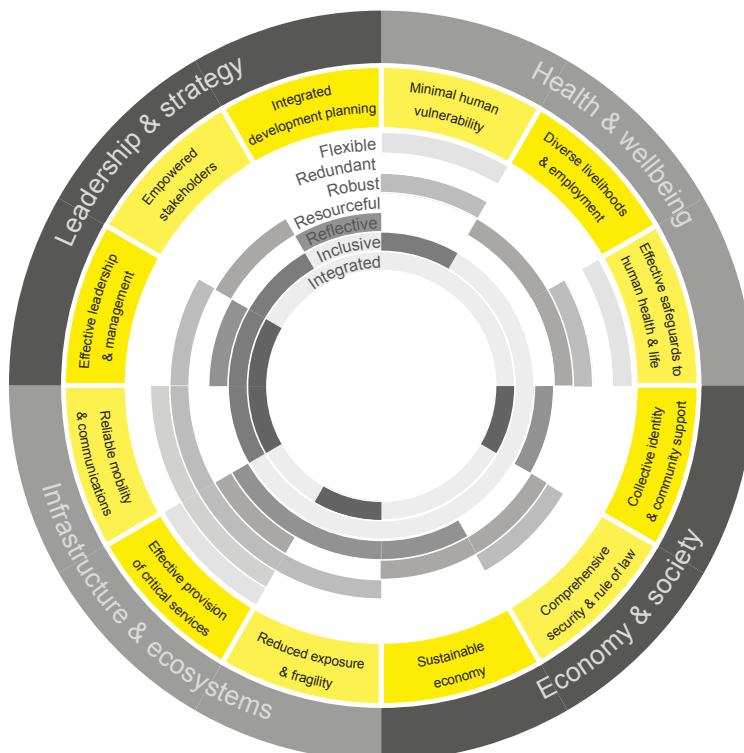 Leadership & strategy
Health & wellbeing
Economy & society
Infrastructure & ecosystems
Integrated
development planning
Minimal human
vulnerability
Diverse livelihoods
& employment
Effective safeguards to
human health & life
Collective identity
& community support
Comprehensive
security & rule of law
Sustainable
economy
Reduced exposure
& fragility
Effective provision
of critical services
Reliable mobility
& communications
Effective leadership
& management
Empowered
stakeholders
Flexible
Redundant
Robust
Resourceful
Reflective
Inclusive
Integrated